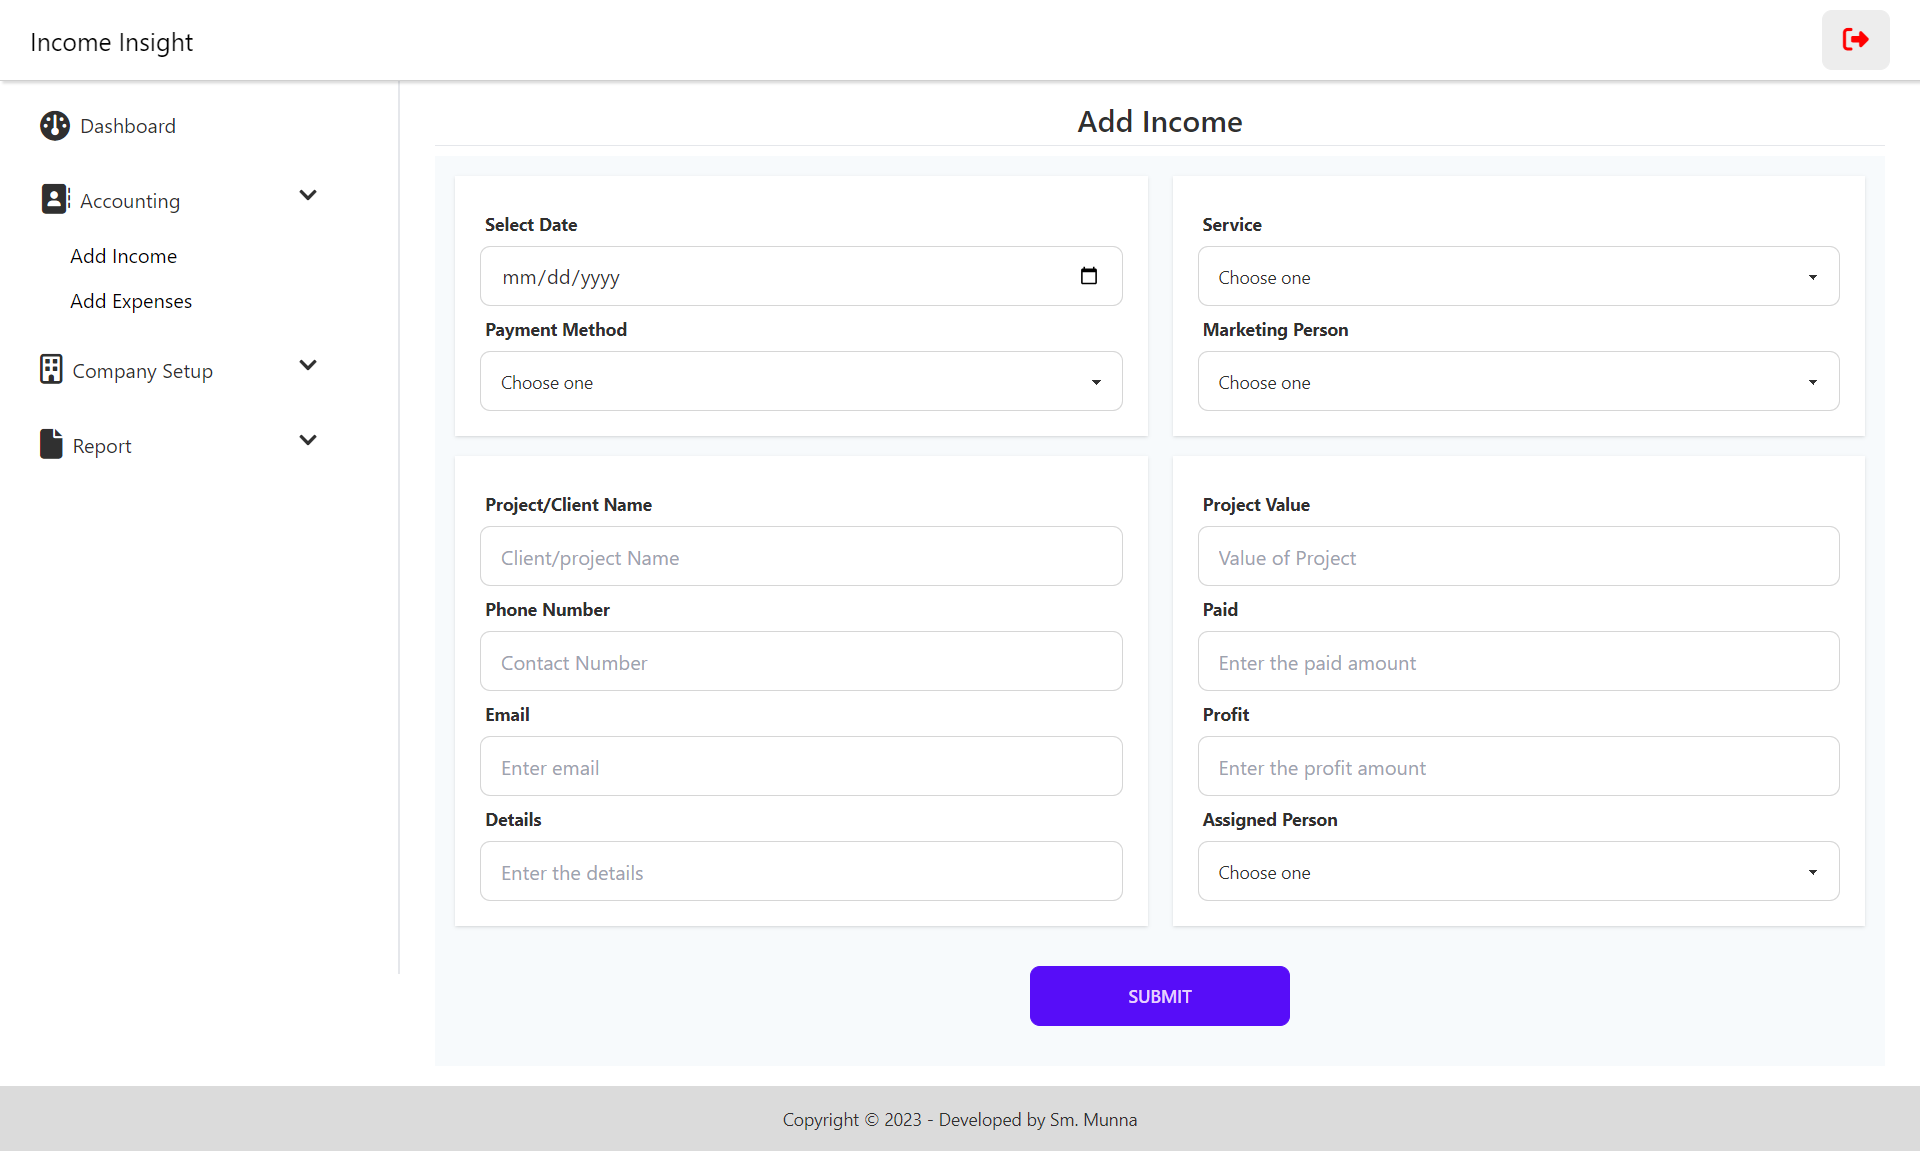 Income Insight
Dashboard
Accounting
Add Income
Add Expenses
Company Setup
Report
Add Income
Select Date
mm/dd/yyyy
Payment Method
Choose one
Service
Choose one
Marketing Person
Choose one
Project/Client Name
Client/project Name
Phone Number
Contact Number
Email
Enter email
Details
Enter the details
Project Value
Value of Project
Paid
Enter the paid amount
Profit
Enter the profit amount
Assigned Person
Choose one
SUBMIT
Copyright © 2023 - Developed by Sm. Munna